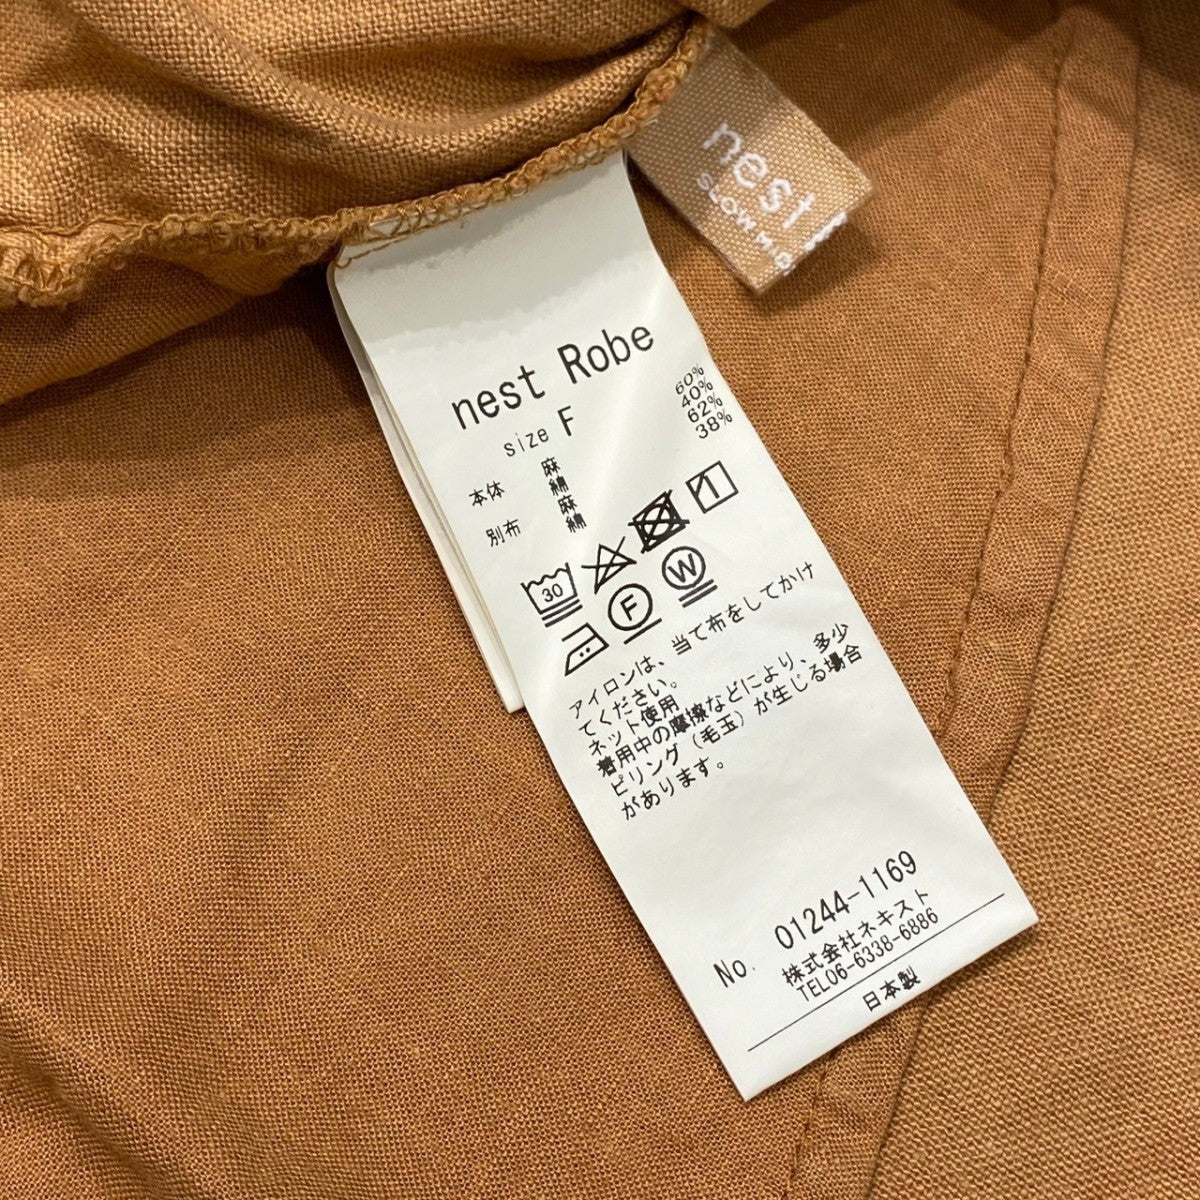 nest
SLOW
nest Robe
size F
本体 麻 60%
綿 40%
別布 麻 62%
綿 38%
30
F W
アイロンは、当て布をしてかけ
てください。
ネット使用
着用中の摩擦などにより、多少
ピリング(毛玉)が生じる場合
があります。
No. 01244-1169
株式会社ネキスト
TEL06-6338-6886
日本製